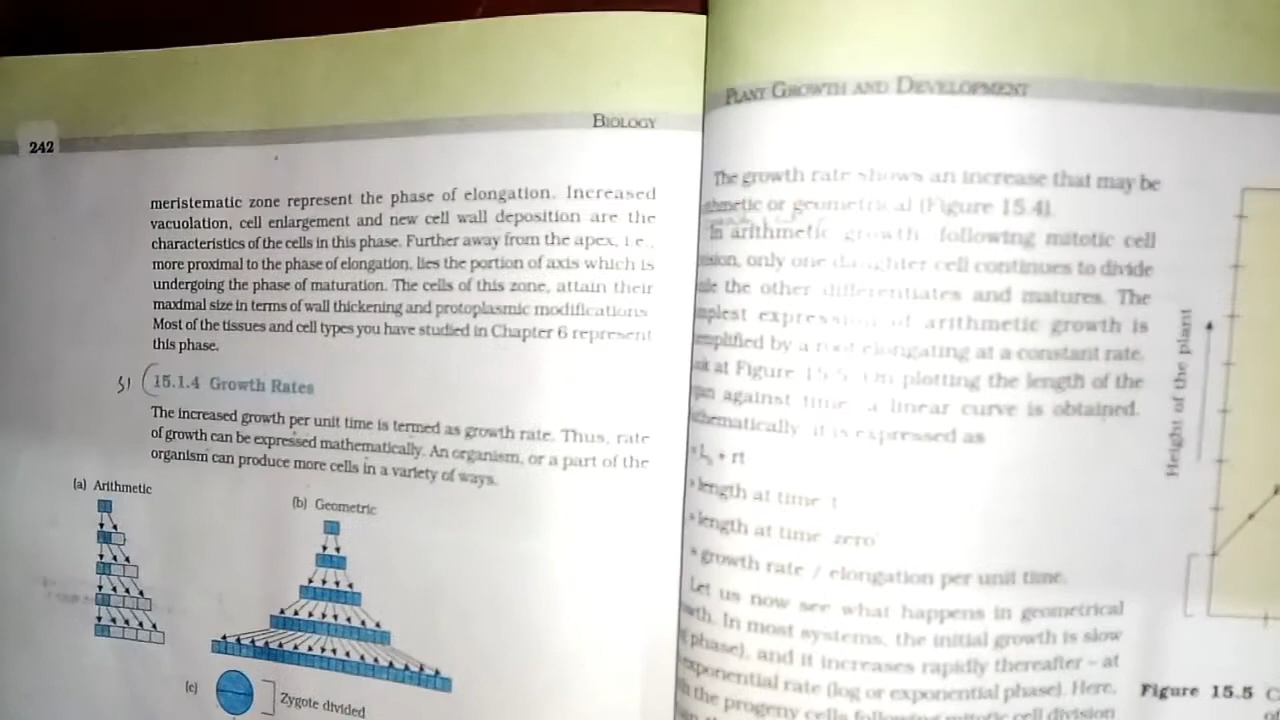 242
BIOLOGY
meristematic zone represent the phase of elongation. Increased
vacuolation, cell enlargement and new cell wall deposition are the
characteristics of the cells in this phase. Further away from the apex, i.e.,
more proximal to the phase of elongation, lies the portion of axis which is
undergoing the phase of maturation. The cells of this zone, attain their
maximal size in terms of wall thickening and protoplasmic modifications.
Most of the tissues and cell types you have studied in Chapter 6 represent
this phase.
15.1.4 Growth Rates
The increased growth per unit time is termed as growth rate. Thus, rate
of growth can be expressed mathematically. An organism, or a part of the
organism can produce more cells in a variety of ways.
(a) Arithmetic
(b) Geometric
(c)
Zygote divided
PLANT GROWTH AND DEVELOPMENT
The growth rate shows an increase that may be
or geometrical (Figure 15.4).
In arithmetic growth, following mitotic cell
only one daughter cell continues to divide
the other differentiates and matures. The
expression of arithmetic growth is
by a root elongating at a constant rate.
at Figure 15.5. On plotting the length of the
against time, a linear curve is obtained.
it is expressed as
+ rt
length at time t
length at time zero
growth rate / elongation per unit time.
Let us now see what happens in geometrical
In most systems, the initial growth is slow
phase), and it increases rapidly thereafter – at
exponential rate (log or exponential phase). Here,
the progeny cells following mitotic cell division
Height of the plant
Figure 15.5